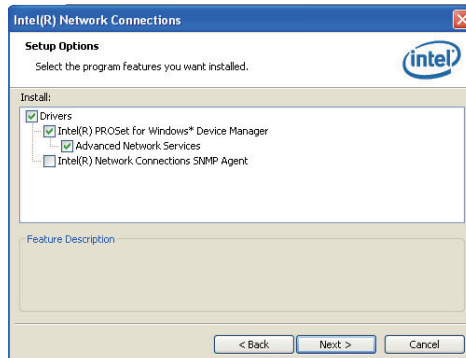 Intel(R) Network Connections
Setup Options
Select the program features you want installed.
intel
Install:
Drivers
Intel(R) PROSet for Windows* Device Manager
Advanced Network Services
Intel(R) Network Connections SNMP Agent
Feature Description
< Back
Next >
Cancel